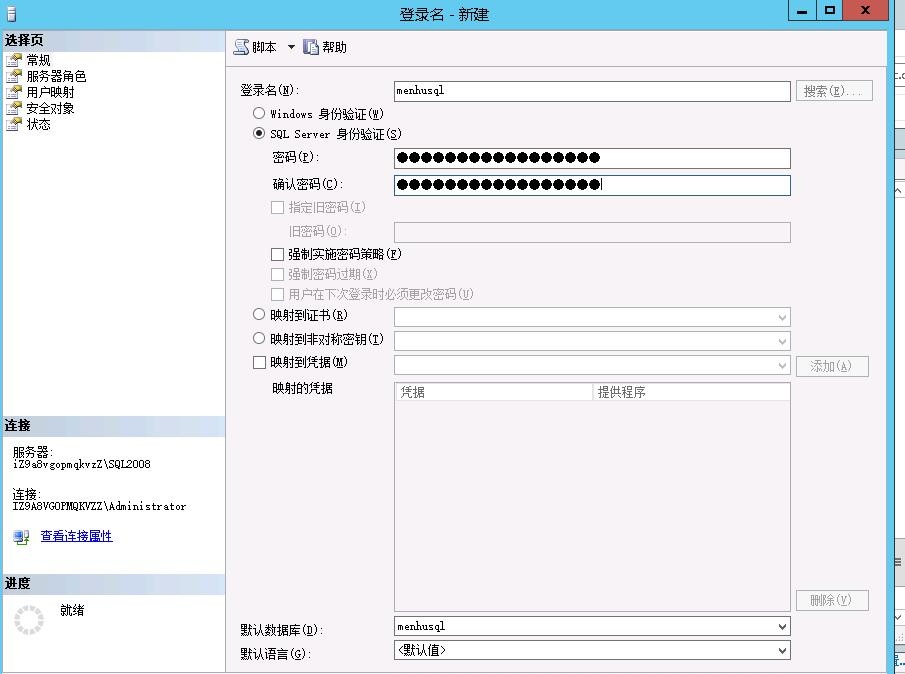 登录名 - 新建
选择页
常规
服务器角色
用户映射
安全对象
状态
脚本 帮助
登录名(N): menhusql 搜索(E)...
Windows 身份验证(W)
SQL Server 身份验证(S)
密码(P): ●●●●●●●●●●●●●●●●●
确认密码(C): ●●●●●●●●●●●●●●●●●
指定旧密码(I)
旧密码(O):
强制实施密码策略(F)
强制密码过期(X)
用户在下次登录时必须更改密码(U)
映射到证书(R)
映射到非对称密钥(T)
映射到凭据(M) 添加(A)
映射的凭据 凭据 提供程序
删除(V)
默认数据库(D): menhusql
默认语言(G): <默认值>
连接
服务器:
iZ9a8vgopmqkvzZ\SQL2008
连接:
IZ9A8VGOPMQKVZZ\Administrator
查看连接属性
进度
就绪